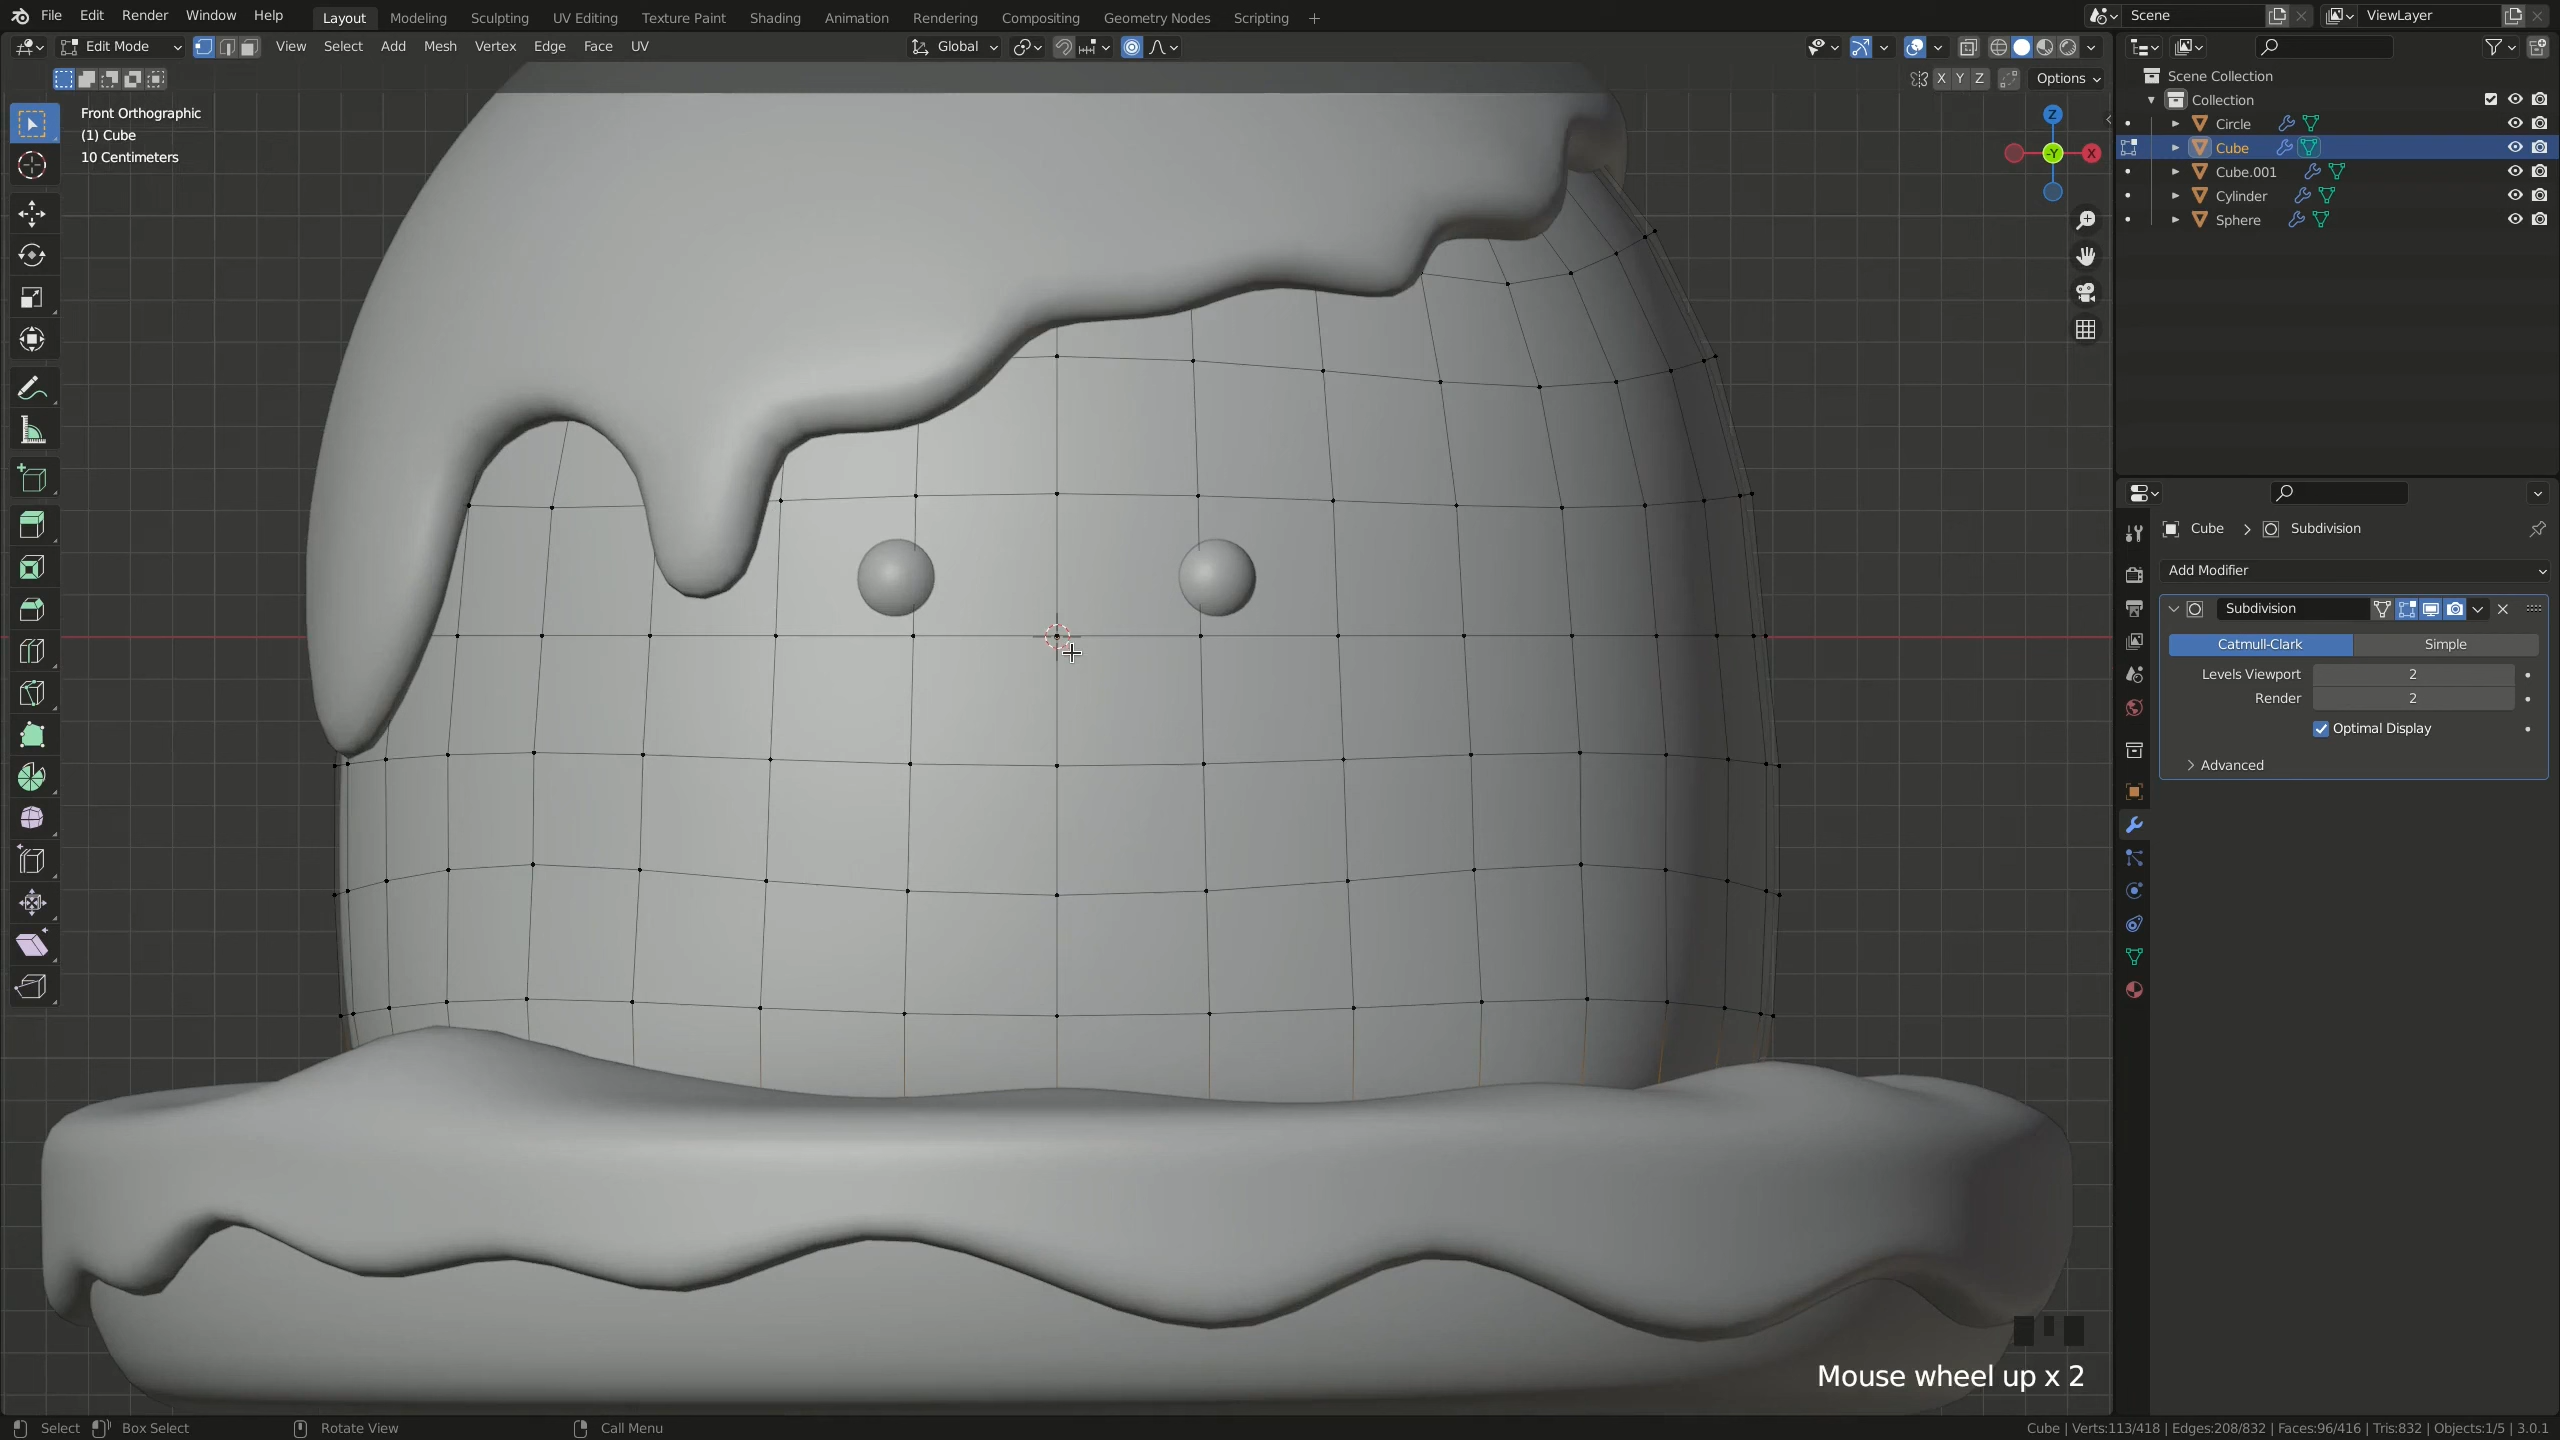 File Edit Render Window Help Layout Modeling Sculpting UV Editing Texture Paint Shading Animation Rendering Compositing Geometry Nodes Scripting + Scene ViewLayer
Edit Mode View Select Add Mesh Vertex Edge Face UV Global
X Y Z Options
Front Orthographic
(1) Cube
10 Centimeters
Z
-Y X
Scene Collection
Collection
Circle
Cube
Cube.001
Cylinder
Sphere
Cube > Subdivision
Add Modifier
Subdivision
Catmull-Clark Simple
Levels Viewport 2
Render 2
Optimal Display
Advanced
Mouse wheel up x 2
Select Box Select Rotate View Call Menu Cube | Verts:113/418 | Edges:208/832 | Faces:96/416 | Tris:832 | Objects:1/5 | 3.0.1